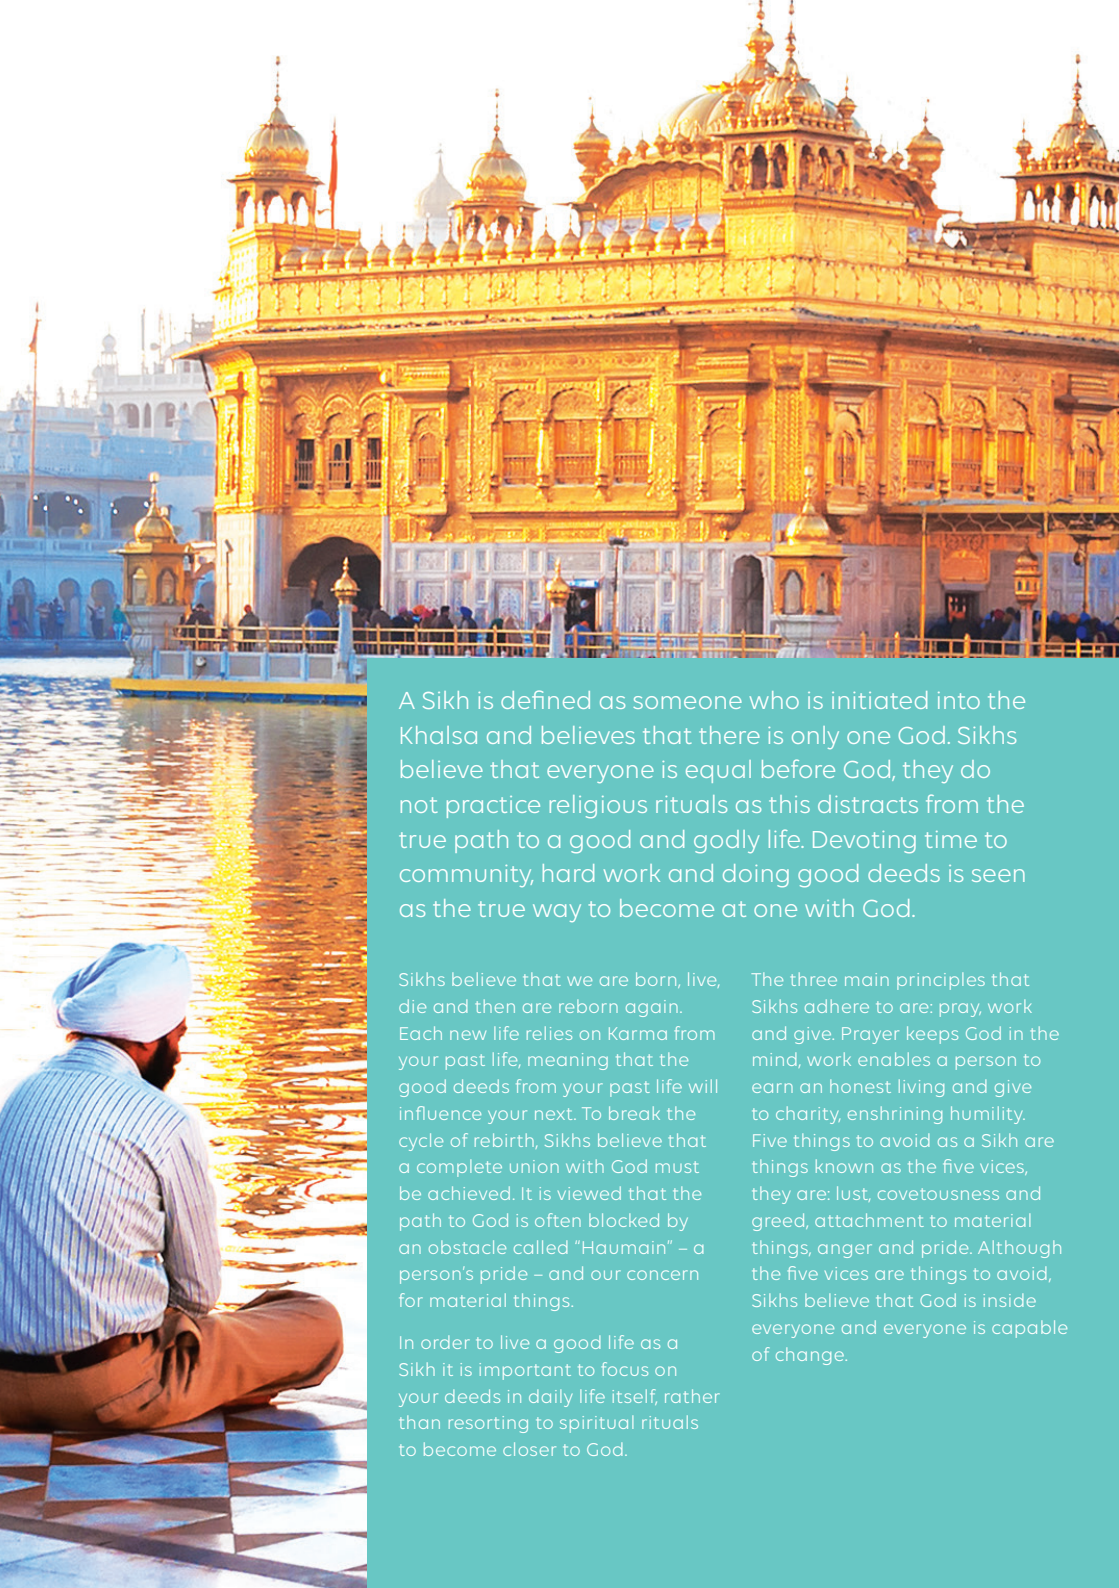 A Sikh is defined as someone who is initiated into the
Khalsa and believes that there is only one God. Sikhs
believe that everyone is equal before God, they do
not practice religious rituals as this distracts from the
true path to a good and godly life. Devoting time to
community, hard work and doing good deeds is seen
as the true way to become at one with God.
Sikhs believe that we are born, live,
die and then are reborn again.
Each new life relies on Karma from
your past life, meaning that the
good deeds from your past life will
influence your next. To break the
cycle of rebirth, Sikhs believe that
a complete union with God must
be achieved. It is viewed that the
path to God is often blocked by
an obstacle called “Haumain” – a
person’s pride – and our concern
for material things.
In order to live a good life as a
Sikh it is important to focus on
your deeds in daily life itself, rather
than resorting to spiritual rituals
to become closer to God.
The three main principles that
Sikhs adhere to are: pray, work
and give. Prayer keeps God in the
mind, work enables a person to
earn an honest living and give
to charity, enshrining humility.
Five things to avoid as a Sikh are
things known as the five vices,
they are: lust, covetousness and
greed, attachment to material
things, anger and pride. Although
the five vices are things to avoid,
Sikhs believe that God is inside
everyone and everyone is capable
of change.